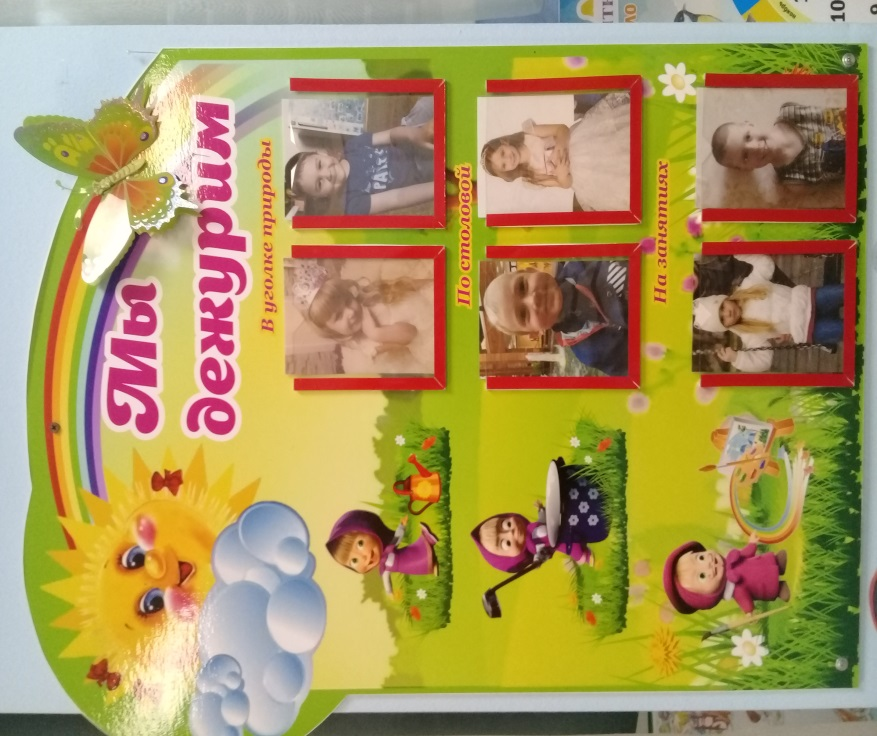 Мы
дежурим
В уголке природы
По столовой
На занятиях